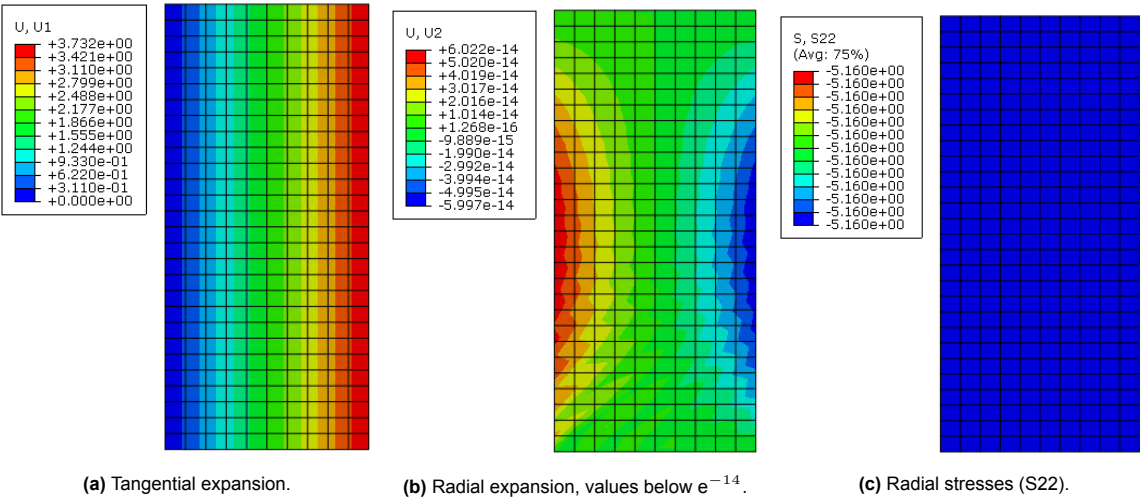 U, U1
+3.732e+00
+3.421e+00
+3.110e+00
+2.799e+00
+2.488e+00
+2.177e+00
+1.866e+00
+1.555e+00
+1.244e+00
+9.330e-01
+6.220e-01
+3.110e-01
+0.000e+00
(a) Tangential expansion.
U, U2
+6.022e-14
+5.020e-14
+4.019e-14
+3.017e-14
+2.016e-14
+1.014e-14
+1.268e-16
-9.889e-15
-1.990e-14
-2.992e-14
-3.994e-14
-4.995e-14
-5.997e-14
(b) Radial expansion, values below e⁻¹⁴.
S, S22
(Avg: 75%)
-5.160e+00
-5.160e+00
-5.160e+00
-5.160e+00
-5.160e+00
-5.160e+00
-5.160e+00
-5.160e+00
-5.160e+00
-5.160e+00
-5.160e+00
-5.160e+00
-5.160e+00
(c) Radial stresses (S22).